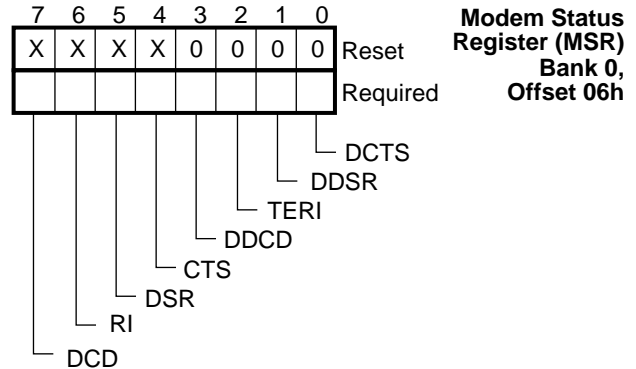 7 6 5 4 3 2 1 0
X X X X 0 0 0 0 Reset
Required
Modem Status
Register (MSR)
Bank 0,
Offset 06h
DCTS
DDSR
TERI
DDCD
CTS
DSR
RI
DCD